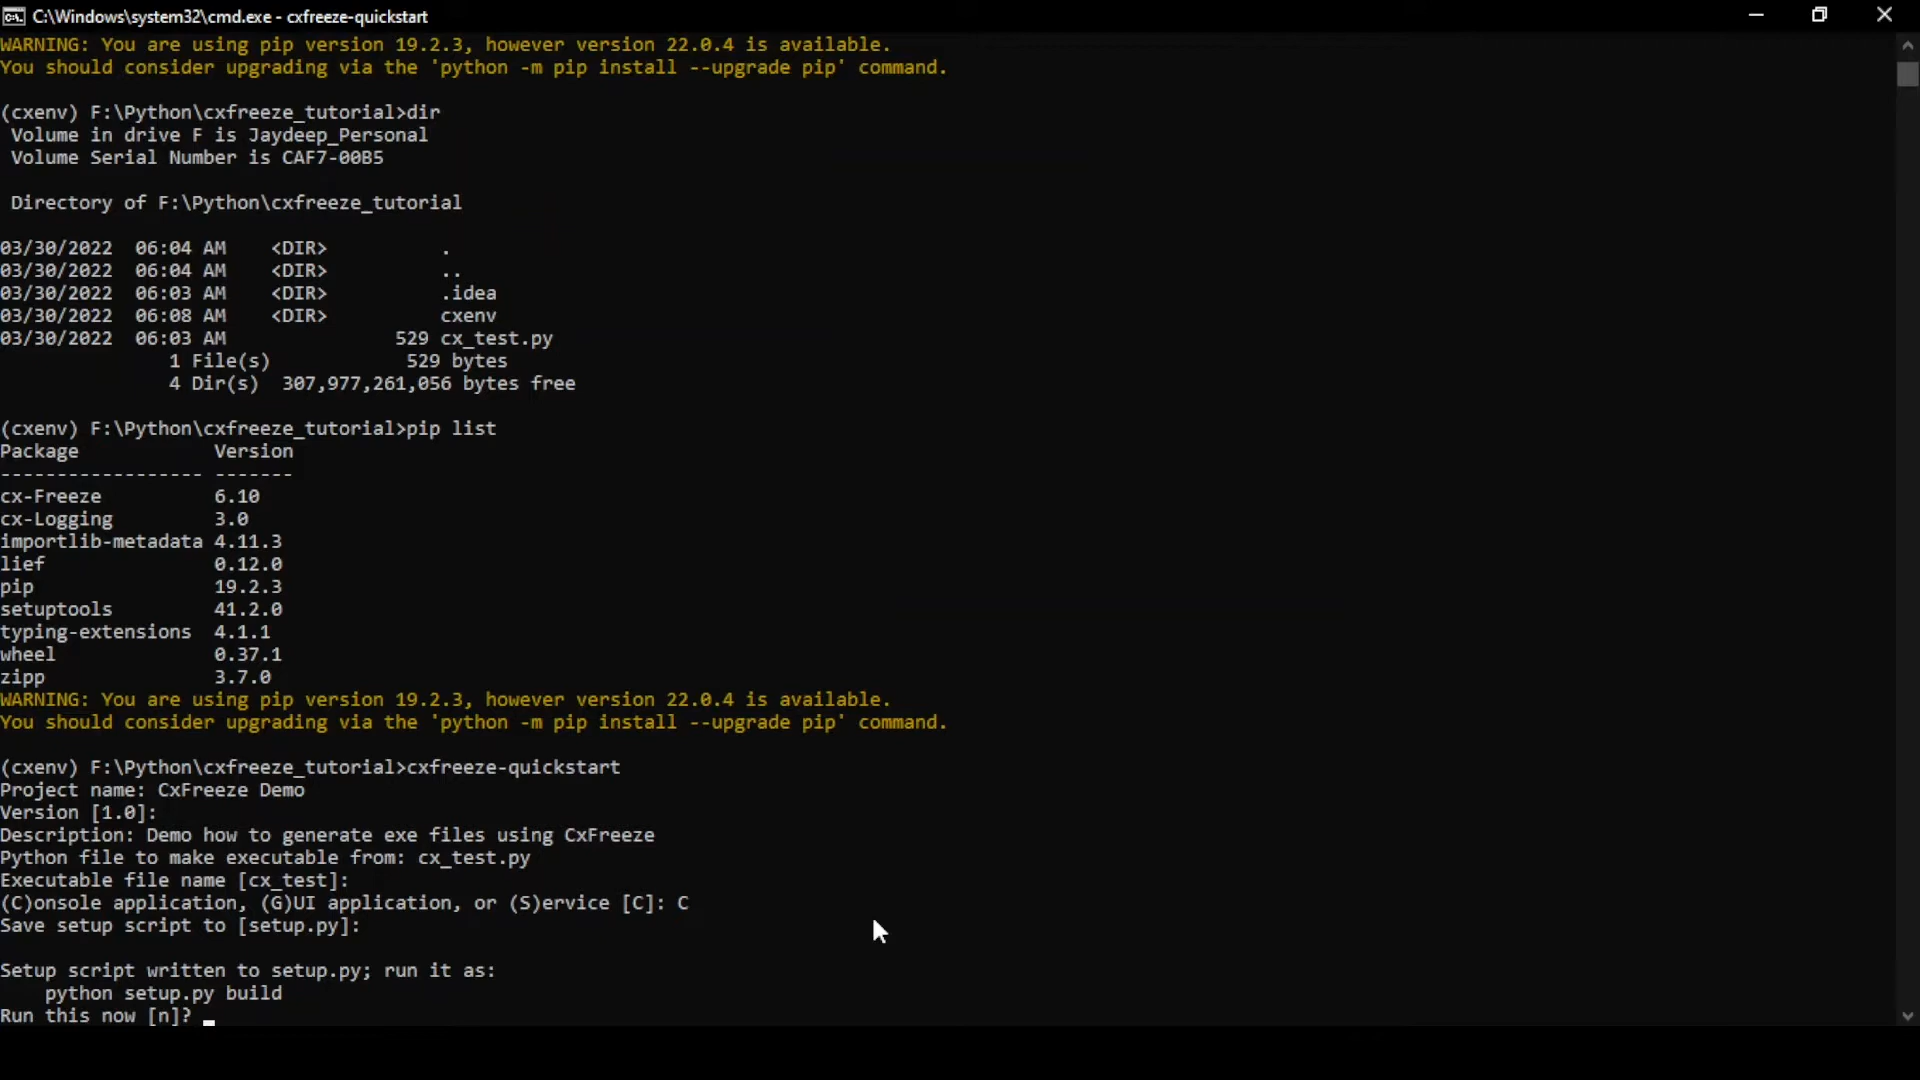 C:\Windows\system32\cmd.exe - cxfreeze-quickstart
WARNING: You are using pip version 19.2.3, however version 22.0.4 is available.
You should consider upgrading via the 'python -m pip install --upgrade pip' command.
(cxenv) F:\Python\cxfreeze_tutorial>dir
Volume in drive F is Jaydeep_Personal
Volume Serial Number is CAF7-00B5
Directory of F:\Python\cxfreeze_tutorial
03/30/2022  06:04 AM    <DIR>          .
03/30/2022  06:04 AM    <DIR>          ..
03/30/2022  06:03 AM    <DIR>          .idea
03/30/2022  06:08 AM    <DIR>          cxenv
03/30/2022  06:03 AM               529 cx_test.py
1 File(s)            529 bytes
4 Dir(s)  307,977,261,056 bytes free
(cxenv) F:\Python\cxfreeze_tutorial>pip list
Package            Version
------------------ -------
cx-Freeze          6.10
cx-Logging         3.0
importlib-metadata 4.11.3
lief               0.12.0
pip                19.2.3
setuptools         41.2.0
typing-extensions  4.1.1
wheel              0.37.1
zipp               3.7.0
WARNING: You are using pip version 19.2.3, however version 22.0.4 is available.
You should consider upgrading via the 'python -m pip install --upgrade pip' command.
(cxenv) F:\Python\cxfreeze_tutorial>cxfreeze-quickstart
Project name: CxFreeze Demo
Version [1.0]:
Description: Demo how to generate exe files using CxFreeze
Python file to make executable from: cx_test.py
Executable file name [cx_test]:
(C)onsole application, (G)UI application, or (S)ervice [C]: C
Save setup script to [setup.py]:
Setup script written to setup.py; run it as:
python setup.py build
Run this now [n]?